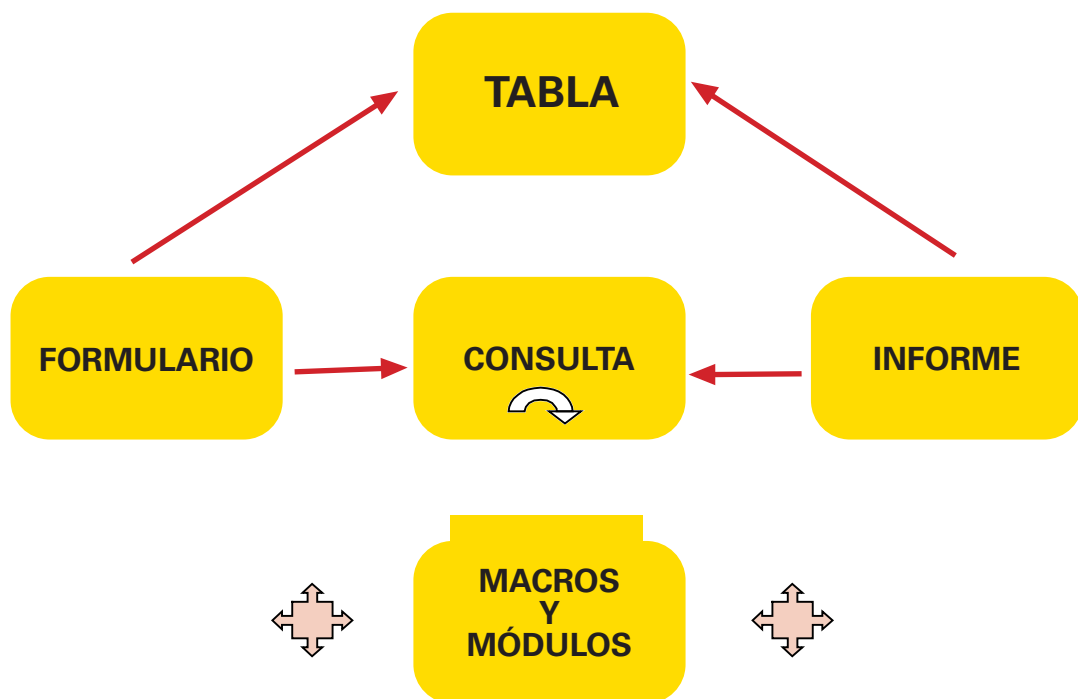 TABLA
FORMULARIO
CONSULTA
INFORME
MACROS
Y
MÓDULOS